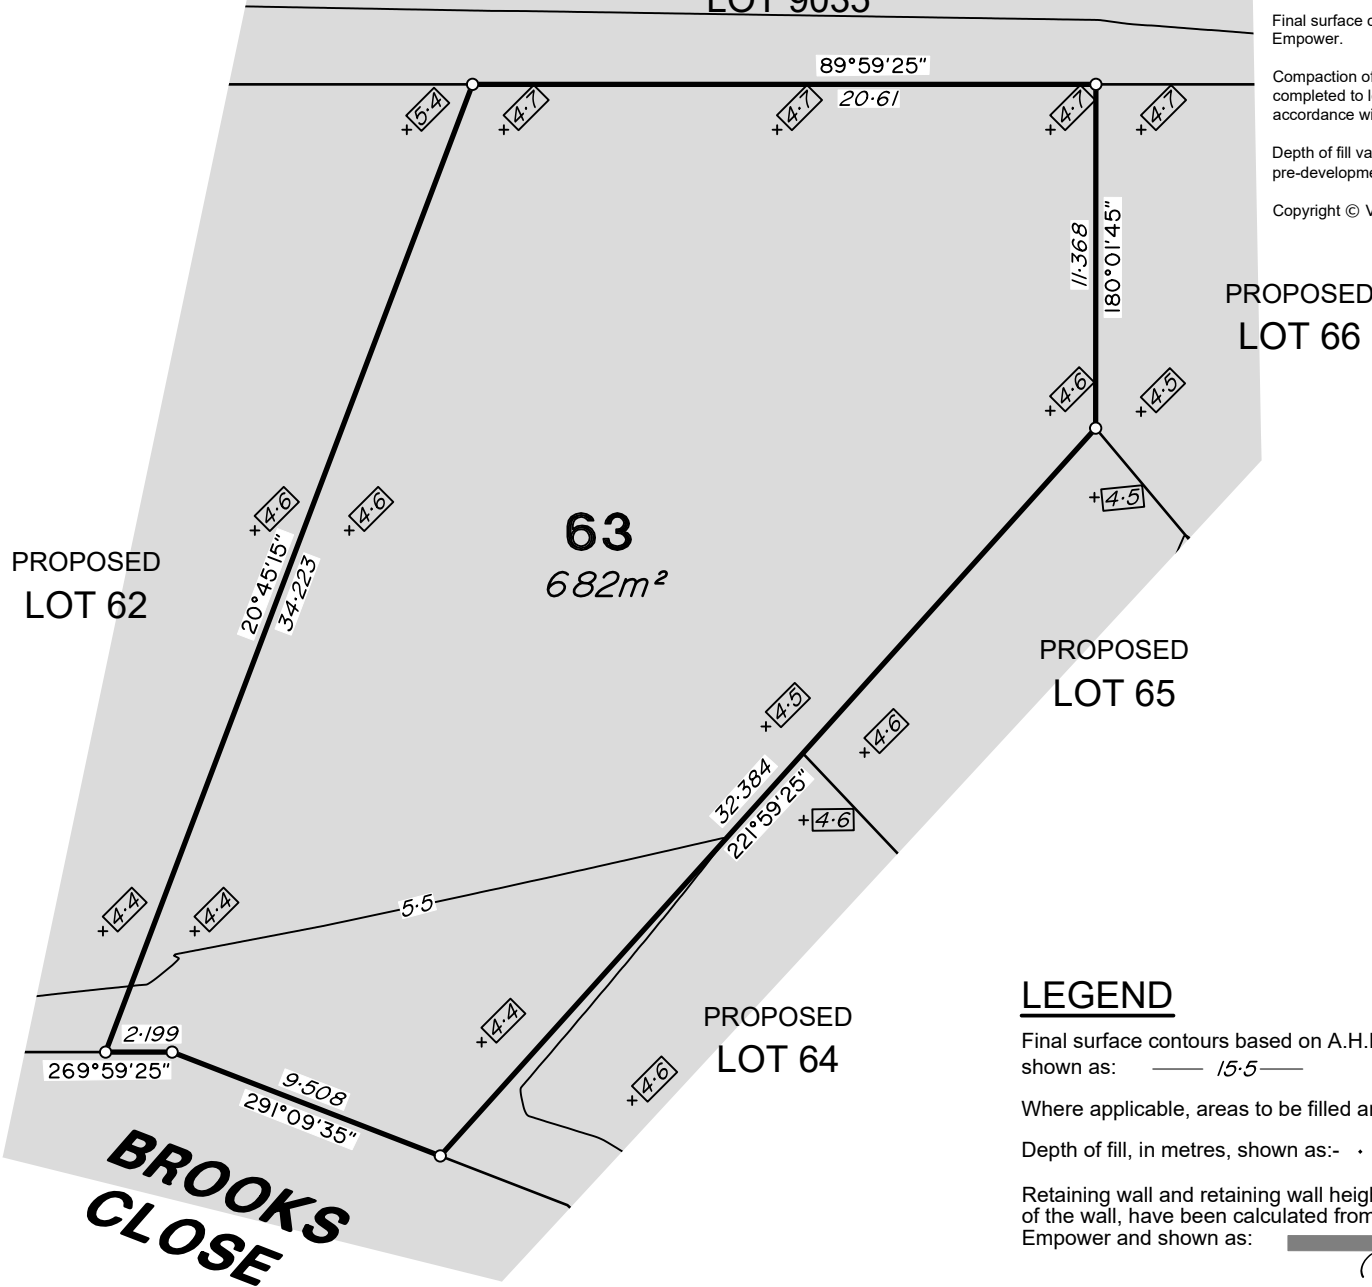 LOT 9035
Final surface
Empower.
89°59'25"
20·61
Compaction
completed to
accordance
Depth of fill
Copyright ©
5·4
4·7
4·7
4·7
4·7
11·368
180°01'45"
PROPOSED
LOT 66
4·6
4·5
4·5
4·6
4·6
63
682m²
PROPOSED
LOT 62
20°45'15"
34·223
PROPOSED
LOT 65
4·5
4·6
32·384
221°59'25"
4·6
4·4
4·4
5·5
4·4
PROPOSED
LOT 64
4·6
2·199
269°59'25"
9·508
291°09'35"
BROOKS
CLOSE
LEGEND
Final surface contours based on
shown as: 15·5
Where applicable, areas to be filled
Depth of fill, in metres, shown as:-
Retaining wall and retaining wall
of the wall, have been calculated from
Empower and shown as: